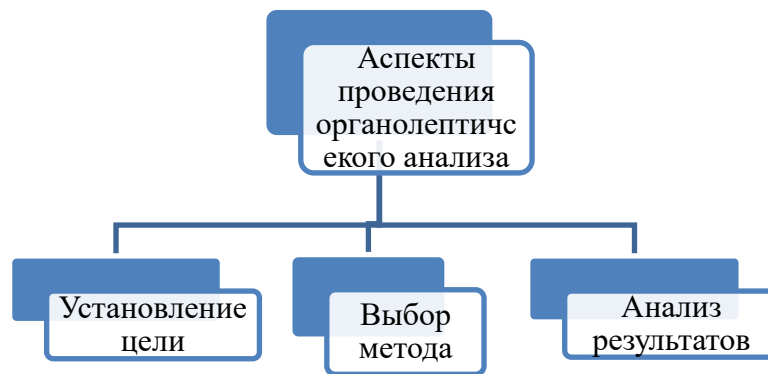 Аспекты
проведения
органолептичс
екого анализа
Установление
цели
Выбор
метода
Анализ
результатов